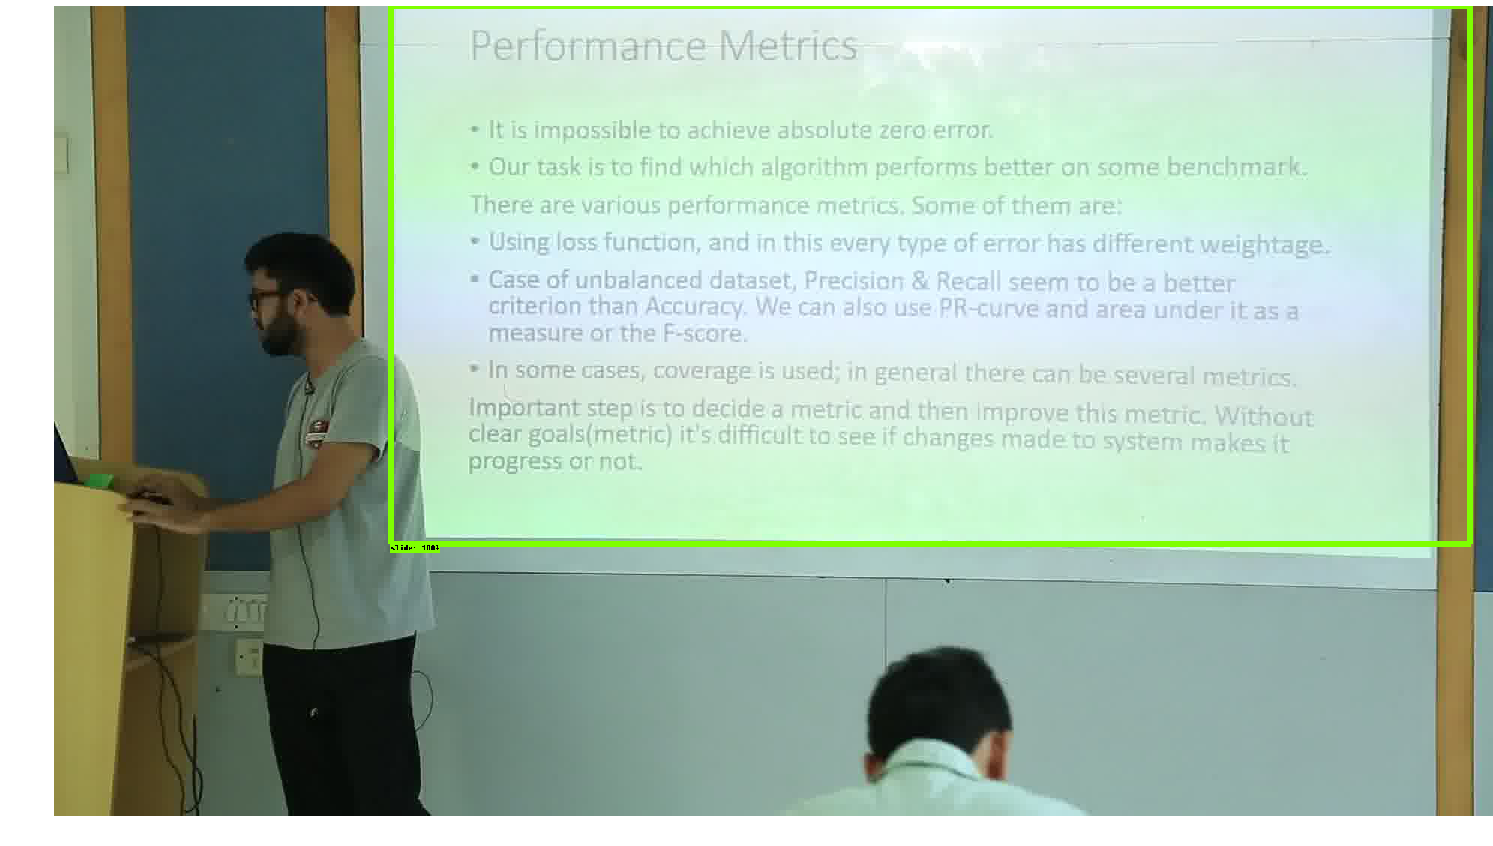 Performance Metrics
• It is impossible to achieve absolute zero error.
• Our task is to find which algorithm performs better on some benchmark.
There are various performance metrics. Some of them are:
• Using loss function, and in this every type of error has different weightage.
• Case of unbalanced dataset, Precision & Recall seem to be a better
criterion than Accuracy. We can also use PR-curve and area under it as a
measure or the F-score.
• In some cases, coverage is used; in general there can be several metrics.
Important step is to decide a metric and then improve this metric. Without
clear goals(metric) it's difficult to see if changes made to system makes it
progress or not.
slide: 100%